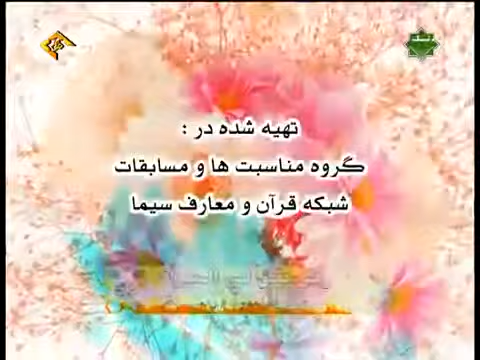 تهیه شده در :
گروه مناسبت ها و مسابقات
شبکه قرآن و معارف سیما